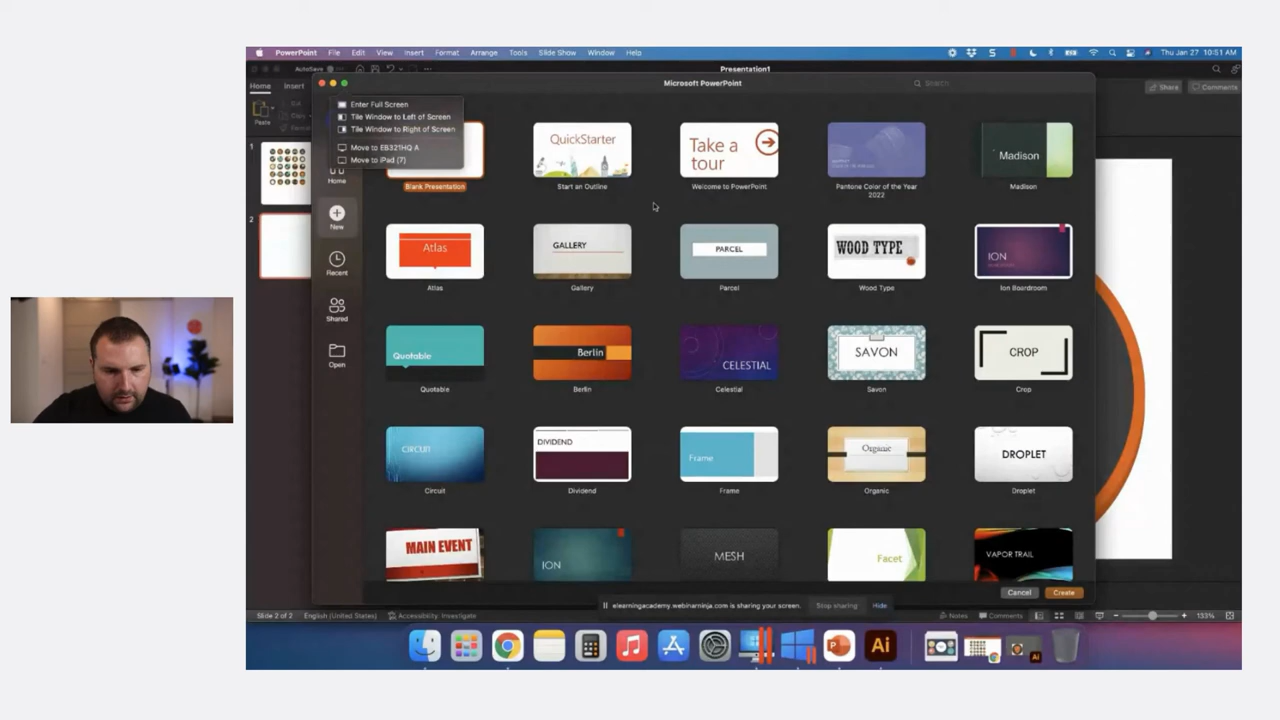 PowerPoint File Edit View Insert Format Arrange Tools Slide Show Window Help
Thu Jan 27 10:51 AM
AutoSave
Presentation1
Home Insert
Microsoft PowerPoint
Search
Share
Comments
Cut
Paste
Enter Full Screen
Tile Window to Left of Screen
Tile Window to Right of Screen
Move to EB321HQ A
Move to iPad (7)
1
2
Home
New
Recent
Shared
Open
QuickStarter
Take a
tour
Madison
Blank Presentation
Start an Outline
Welcome to PowerPoint
Pantone Color of the Year
2022
Madison
Atlas
GALLERY
PARCEL
WOOD TYPE
ION
Atlas
Gallery
Parcel
Wood Type
Ion Boardroom
Quotable
Berlin
CELESTIAL
SAVON
CROP
Quotable
Berlin
Celestial
Savon
Crop
CIRCUIT
DIVIDEND
Frame
Organic
DROPLET
Circuit
Dividend
Frame
Organic
Droplet
MAIN EVENT
ION
MESH
Facet
VAPOR TRAIL
Cancel
Create
elearningacademy.webinarninja.com is sharing your screen.
Stop sharing
Hide
Slide 2 of 2
English (United States)
Accessibility: Investigate
Notes
Comments
133%
Ai